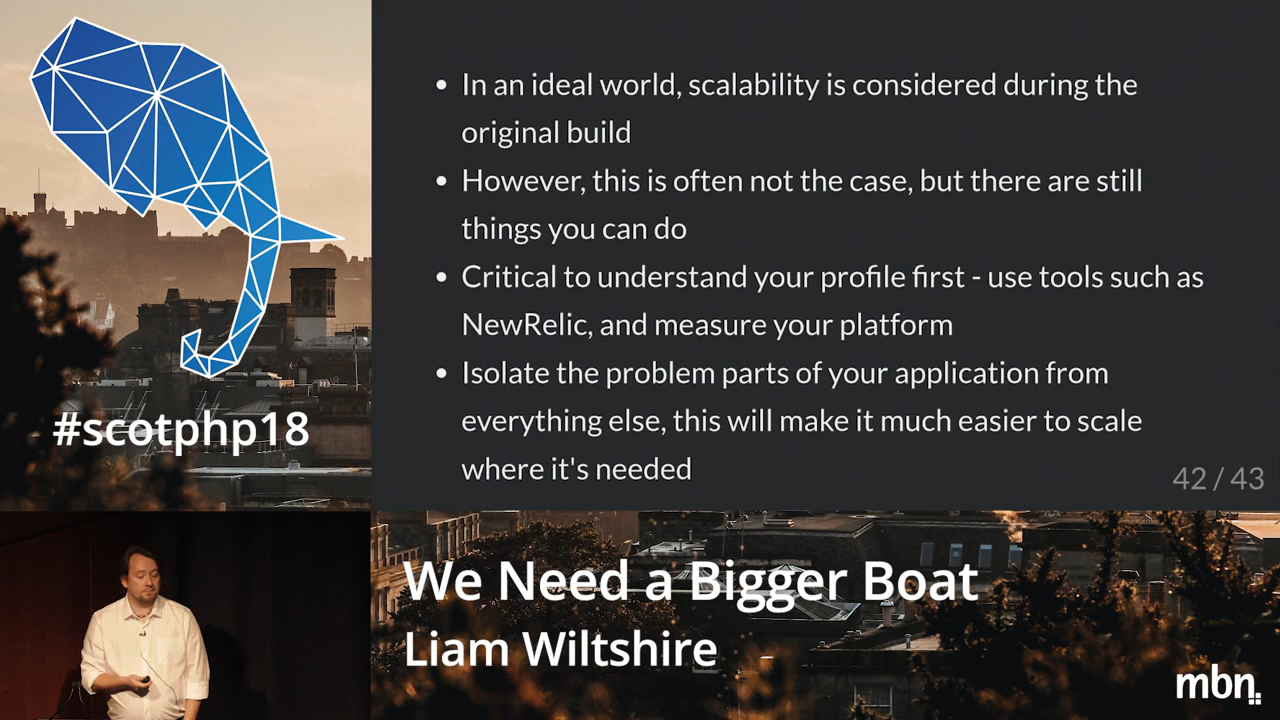 In an ideal world, scalability is considered during the
original build
However, this is often not the case, but there are still
things you can do
Critical to understand your profile first - use tools such as
NewRelic, and measure your platform
Isolate the problem parts of your application from
everything else, this will make it much easier to scale
where it's needed
42 / 43
#scotphp18
We Need a Bigger Boat
Liam Wiltshire
mbn